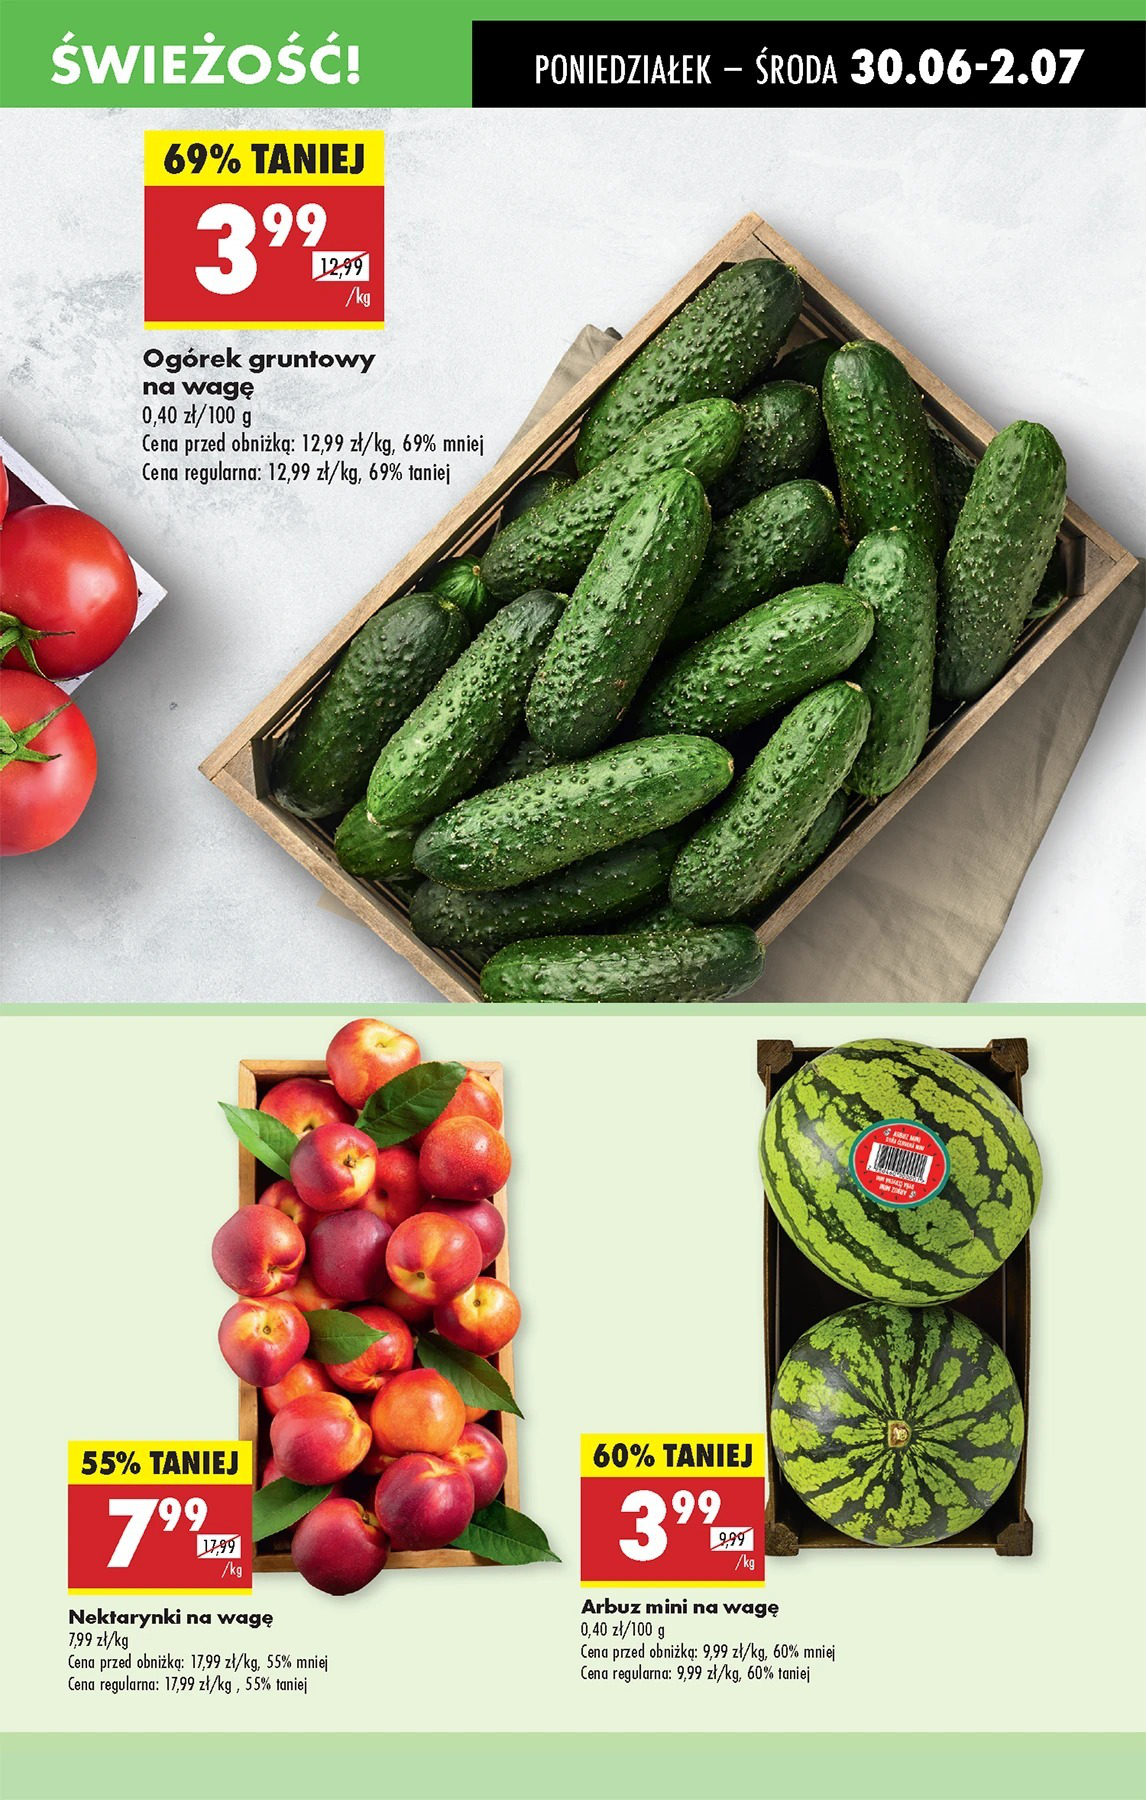 ŚWIEŻOŚĆ!
PONIEDZIAŁEK – ŚRODA 30.06-2.07
69% TANIEJ
3 99
12,99
/kg
Ogórek gruntowy
na wagę
0,40 zł/100 g
Cena przed obniżką: 12,99 zł/kg, 69% mniej
Cena regularna: 12,99 zł/kg, 69% taniej
ARBUZ MINI
ARBUZ MINI
55% TANIEJ
7 99
17,99
/kg
Nektarynki na wagę
7,99 zł/kg
Cena przed obniżką: 17,99 zł/kg, 55% mniej
Cena regularna: 17,99 zł/kg , 55% taniej
60% TANIEJ
3 99
9,99
/kg
Arbuz mini na wagę
0,40 zł/100 g
Cena przed obniżką: 9,99 zł/kg, 60% mniej
Cena regularna: 9,99 zł/kg, 60% taniej